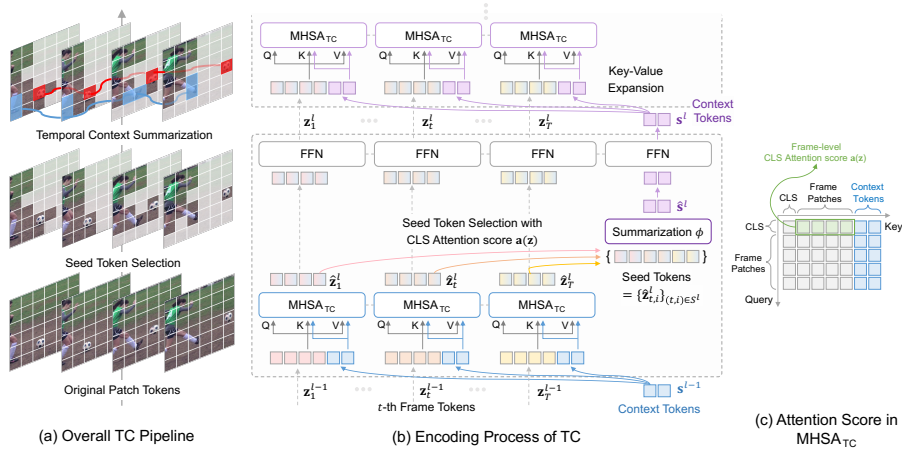 Temporal Context Summarization
Seed Token Selection
Original Patch Tokens
(a) Overall TC Pipeline
MHSA_TC MHSA_TC MHSA_TC
Q K V Q K V Q K V
Key-Value
Expansion
z_1^l z_t^l z_T^l
Context
Tokens
s^l
FFN FFN FFN FFN
ŝ^l
Seed Token Selection with
CLS Attention score a(z)
Summarization ϕ
{ }
ẑ_1^l ẑ_t^l ẑ_T^l
Seed Tokens
= {ẑ_{t,i}^l}_{(t,i)∈S^l}
MHSA_TC MHSA_TC MHSA_TC
Q K V Q K V Q K V
z_1^{l−1} z_t^{l−1} z_T^{l−1}
s^{l−1}
t-th Frame Tokens
Context Tokens
(b) Encoding Process of TC
Frame-level
CLS Attention score a(z)
Frame
Patches
Context
Tokens
CLS
Key
CLS
Frame
Patches
Query
(c) Attention Score in
MHSA_TC